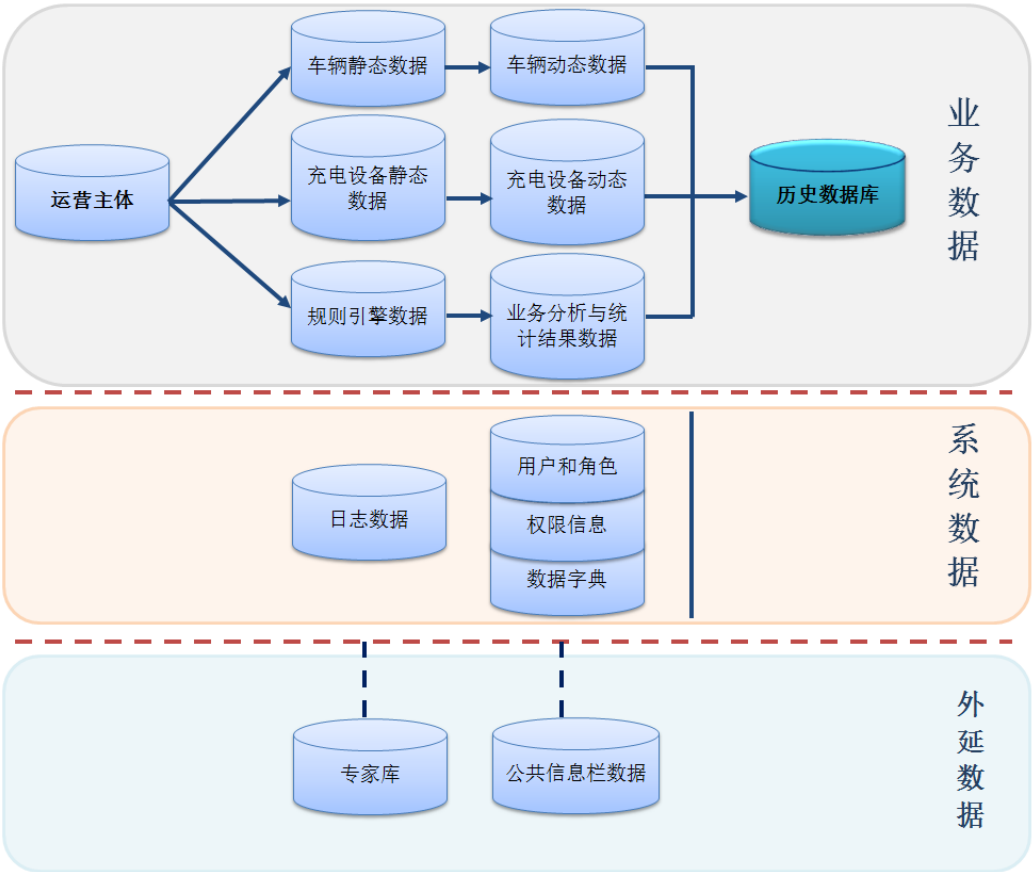 车辆静态数据
车辆动态数据
运营主体
充电设备静态
数据
充电设备动态
数据
历史数据库
规则引擎数据
业务分析与统
计结果数据
业务数据
日志数据
用户和角色
权限信息
数据字典
系统数据
专家库
公共信息栏数据
外延数据